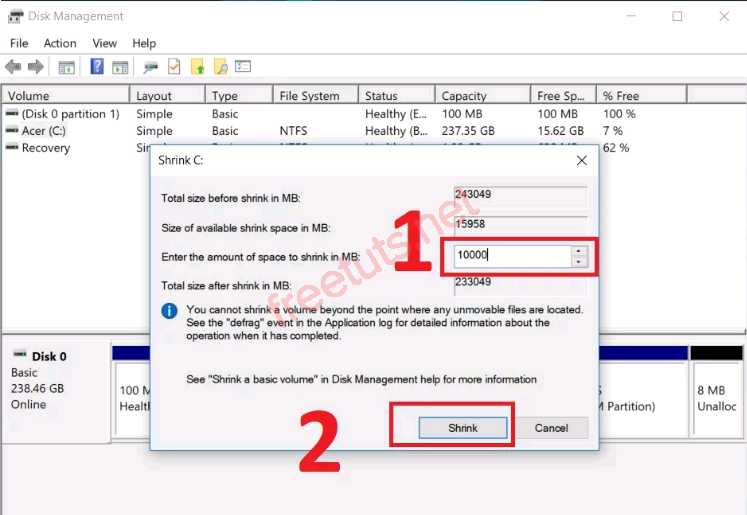 Disk Management
File Action View Help
Volume Layout Type File System Status Capacity Free Sp... % Free
(Disk 0 partition 1) Simple Basic Healthy (E... 100 MB 100 MB 100 %
Acer (C:) Simple Basic NTFS Healthy (B... 237.35 GB 15.62 GB 7 %
Recovery 62 %
Shrink C:
Total size before shrink in MB: 243049
Size of available shrink space in MB: 15958
1
Enter the amount of space to shrink in MB: 10000
Total size after shrink in MB: 233049
freetuts.net
You cannot shrink a volume beyond the point where any unmovable files are located.
See the "defrag" event in the Application log for detailed information about the
operation when it has completed.
See "Shrink a basic volume" in Disk Management help for more information
Shrink Cancel
2
Disk 0
Basic
238.46 GB
Online
100 M
Healt
Partition)
8 MB
Unalloc